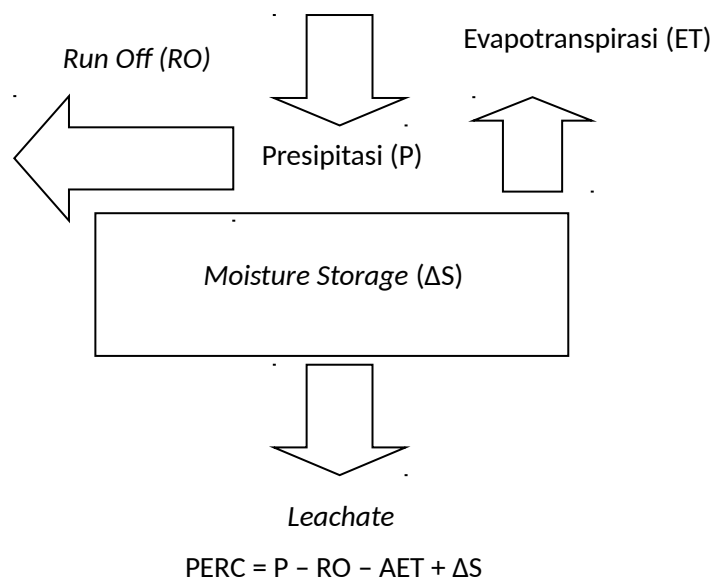 Evapotranspirasi (ET)
Run Off (RO)
Presipitasi (P)
Moisture Storage (ΔS)
Leachate
PERC = P – RO – AET + ΔS